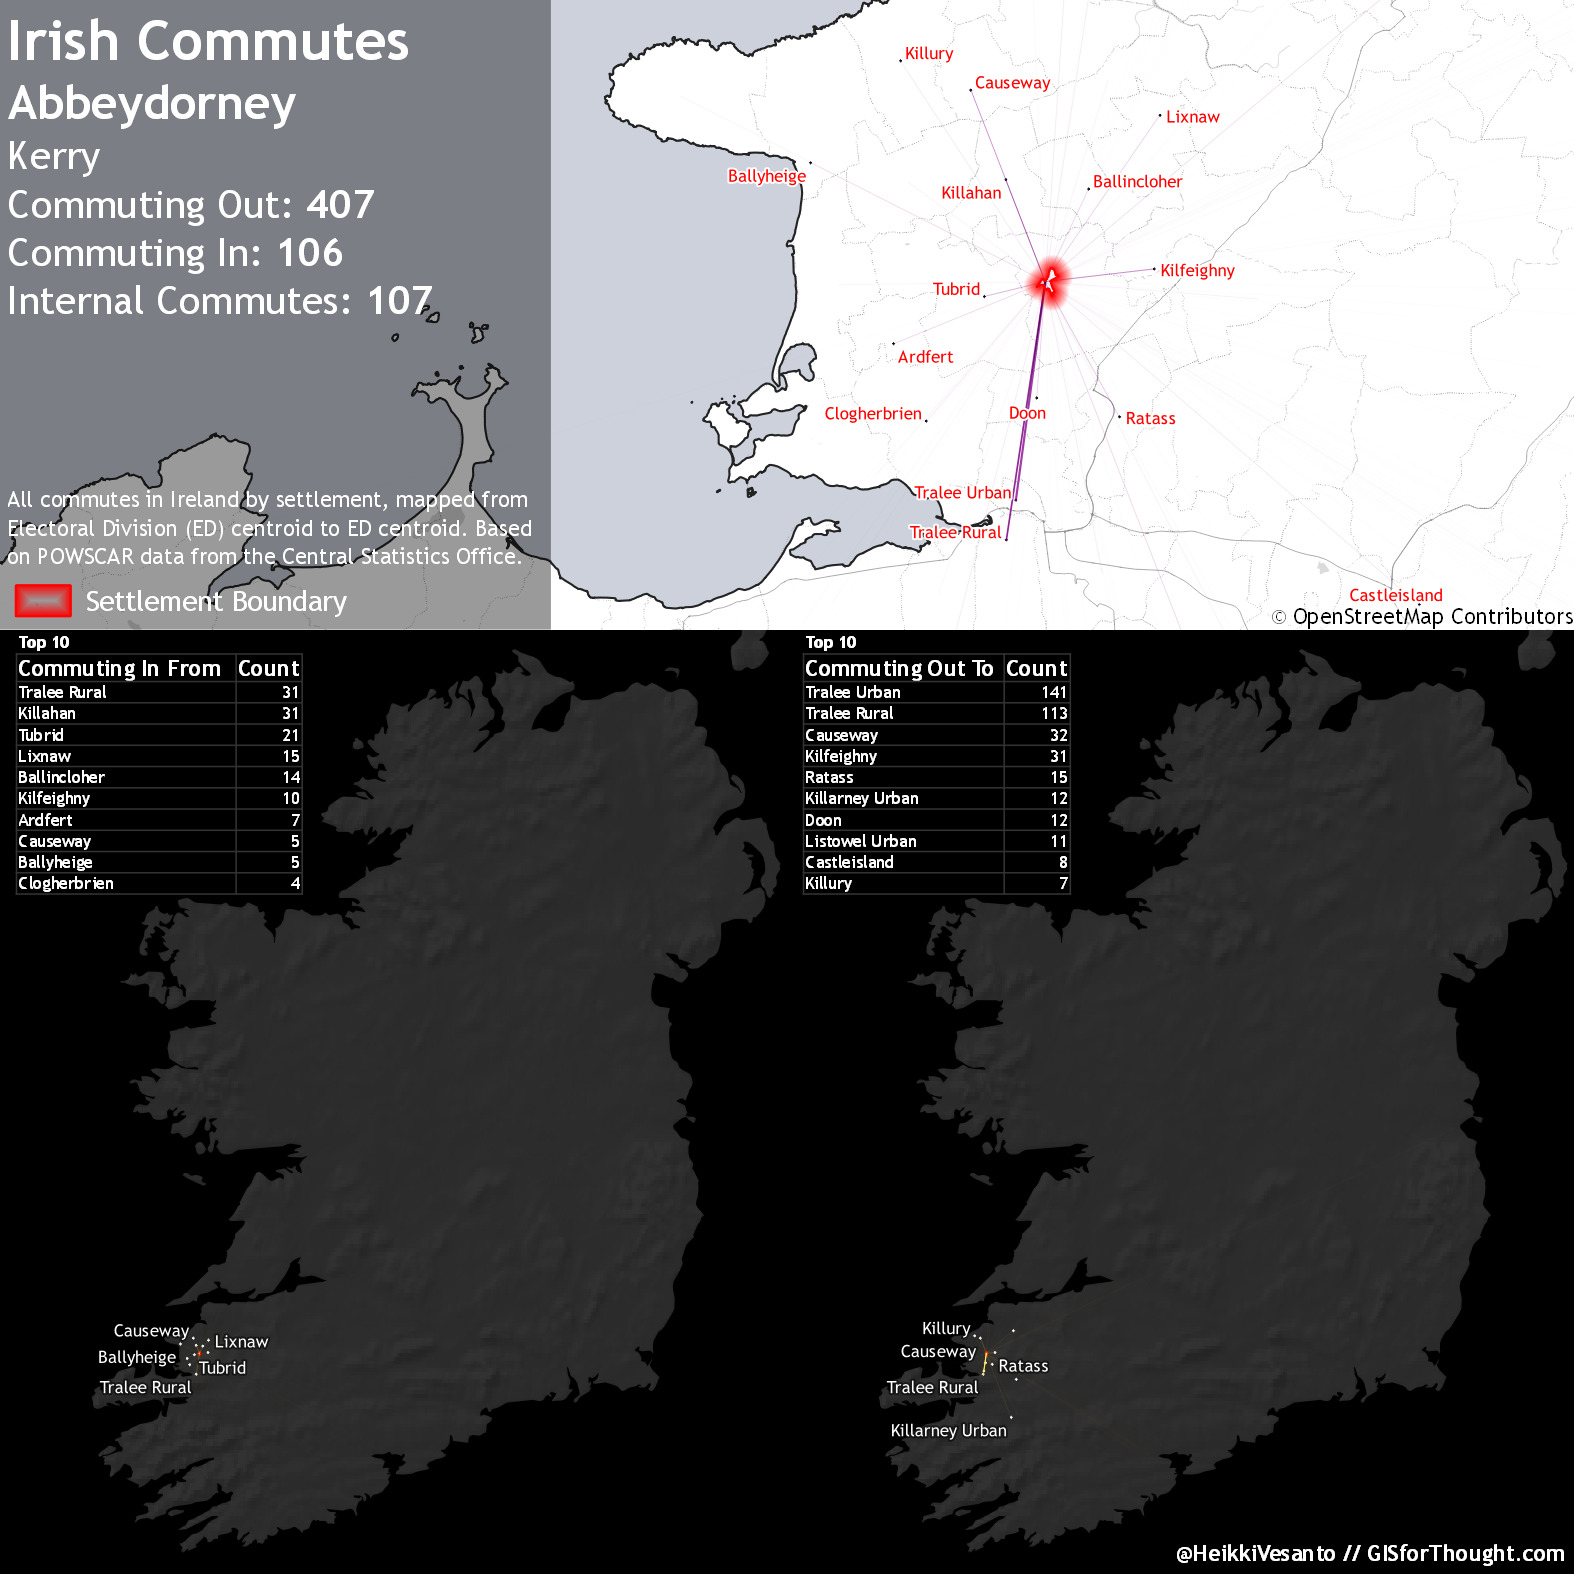 Irish Commutes
Abbeydorney
Kerry
Commuting Out: 407
Commuting In: 106
Internal Commutes: 107
All commutes in Ireland by settlement, mapped from
Electoral Division (ED) centroid to ED centroid. Based
on POWSCAR data from the Central Statistics Office.
Settlement Boundary
Killury
Causeway
Lixnaw
Ballyheige
Killahan
Ballincloher
Kilfeighny
Tubrid
Ardfert
Clogherbrien
Doon
Ratass
Tralee Urban
Tralee Rural
Castleisland
© OpenStreetMap Contributors
Top 10
Commuting In From Count
Tralee Rural 31
Killahan 31
Tubrid 21
Lixnaw 15
Ballincloher 14
Kilfeighny 10
Ardfert 7
Causeway 5
Ballyheige 5
Clogherbrien 4
Causeway
Lixnaw
Ballyheige
Tubrid
Tralee Rural
Top 10
Commuting Out To Count
Tralee Urban 141
Tralee Rural 113
Causeway 32
Kilfeighny 31
Ratass 15
Killarney Urban 12
Doon 12
Listowel Urban 11
Castleisland 8
Killury 7
Killury
Causeway
Ratass
Tralee Rural
Killarney Urban
@HeikkiVesanto // GISforThought.com